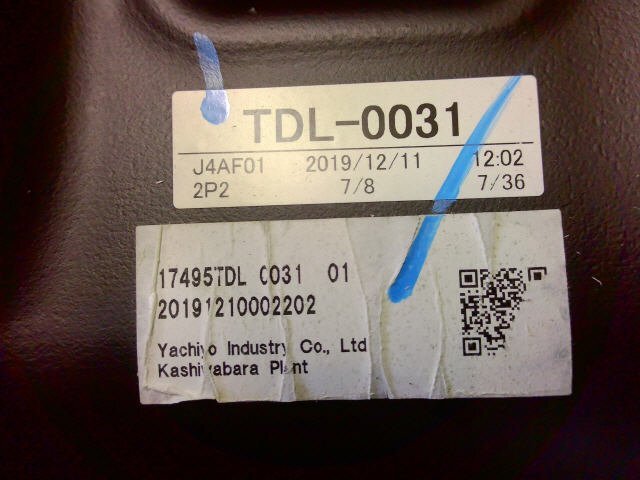 TDL-0031
J4AF01 2019/12/11 12:02
2P2 7/8 7/36
17495TDL 0031 01
20191210002202
Yachiyo Industry Co., Ltd
Kashiwabara Plant